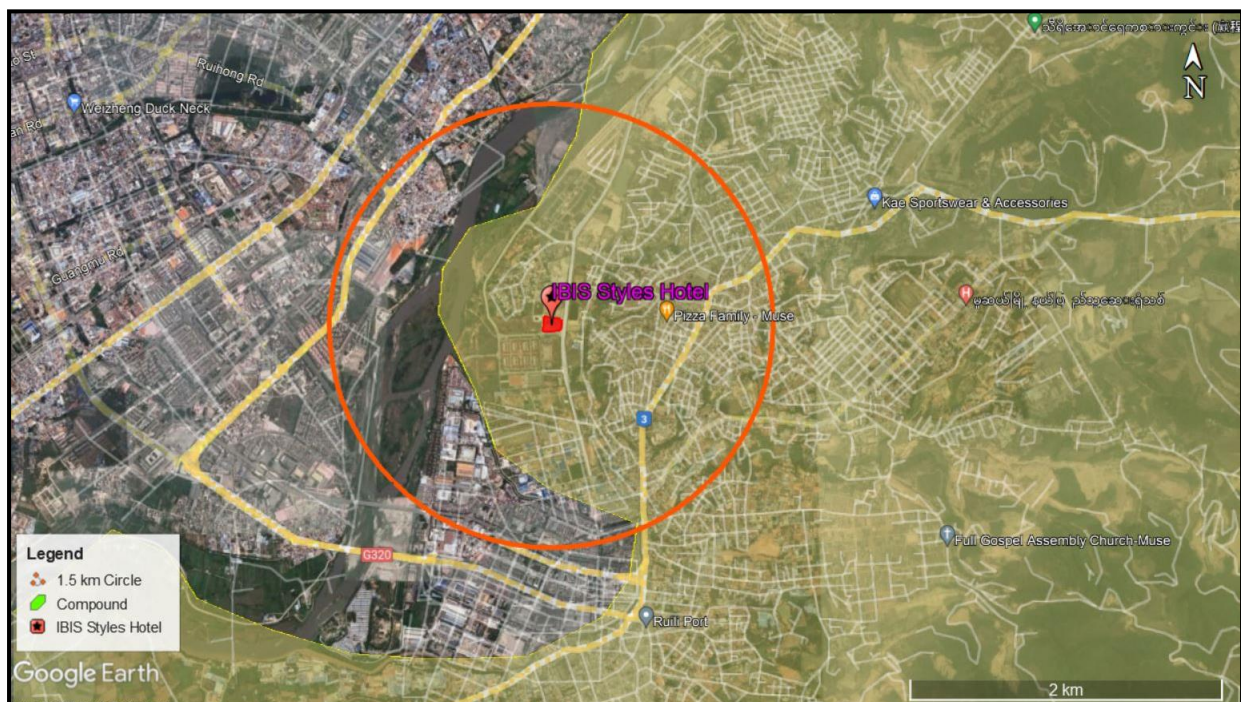 Ruihong Rd
Weizheng Duck Neck
N
Kae Sportswear & Accessories
Guangmu Rd
IBIS Styles Hotel
Pizza Family - Muse
3
Full Gospel Assembly Church-Muse
G320
Ruili Port
Legend
1.5 km Circle
Compound
IBIS Styles Hotel
Google Earth
2 km